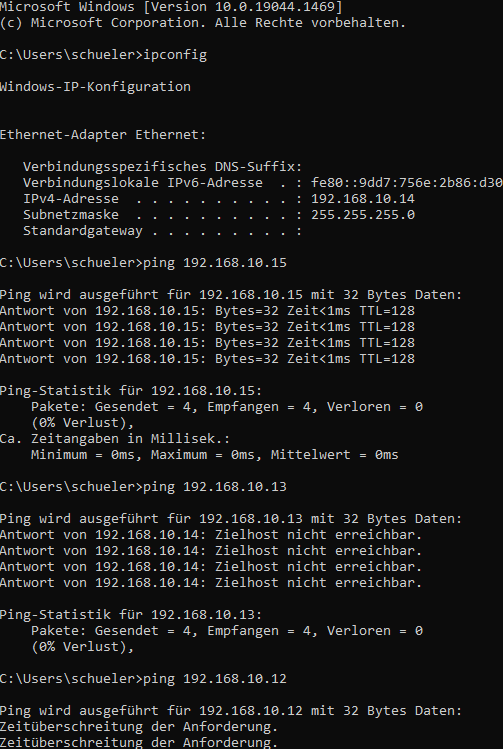 Microsoft Windows [Version 10.0.19044.1469]
(c) Microsoft Corporation. Alle Rechte vorbehalten.
C:\Users\schueler>ipconfig
Windows-IP-Konfiguration
Ethernet-Adapter Ethernet:
   Verbindungsspezifisches DNS-Suffix:
   Verbindungslokale IPv6-Adresse  . : fe80::9dd7:756e:2b86:d30
   IPv4-Adresse  . . . . . . . . . . : 192.168.10.14
   Subnetzmaske  . . . . . . . . . . : 255.255.255.0
   Standardgateway . . . . . . . . . :
C:\Users\schueler>ping 192.168.10.15
Ping wird ausgeführt für 192.168.10.15 mit 32 Bytes Daten:
Antwort von 192.168.10.15: Bytes=32 Zeit<1ms TTL=128
Antwort von 192.168.10.15: Bytes=32 Zeit<1ms TTL=128
Antwort von 192.168.10.15: Bytes=32 Zeit<1ms TTL=128
Antwort von 192.168.10.15: Bytes=32 Zeit<1ms TTL=128
Ping-Statistik für 192.168.10.15:
    Pakete: Gesendet = 4, Empfangen = 4, Verloren = 0
    (0% Verlust),
Ca. Zeitangaben in Millisek.:
    Minimum = 0ms, Maximum = 0ms, Mittelwert = 0ms
C:\Users\schueler>ping 192.168.10.13
Ping wird ausgeführt für 192.168.10.13 mit 32 Bytes Daten:
Antwort von 192.168.10.14: Zielhost nicht erreichbar.
Antwort von 192.168.10.14: Zielhost nicht erreichbar.
Antwort von 192.168.10.14: Zielhost nicht erreichbar.
Antwort von 192.168.10.14: Zielhost nicht erreichbar.
Ping-Statistik für 192.168.10.13:
    Pakete: Gesendet = 4, Empfangen = 4, Verloren = 0
    (0% Verlust),
C:\Users\schueler>ping 192.168.10.12
Ping wird ausgeführt für 192.168.10.12 mit 32 Bytes Daten:
Zeitüberschreitung der Anforderung.
Zeitüberschreitung der Anforderung.